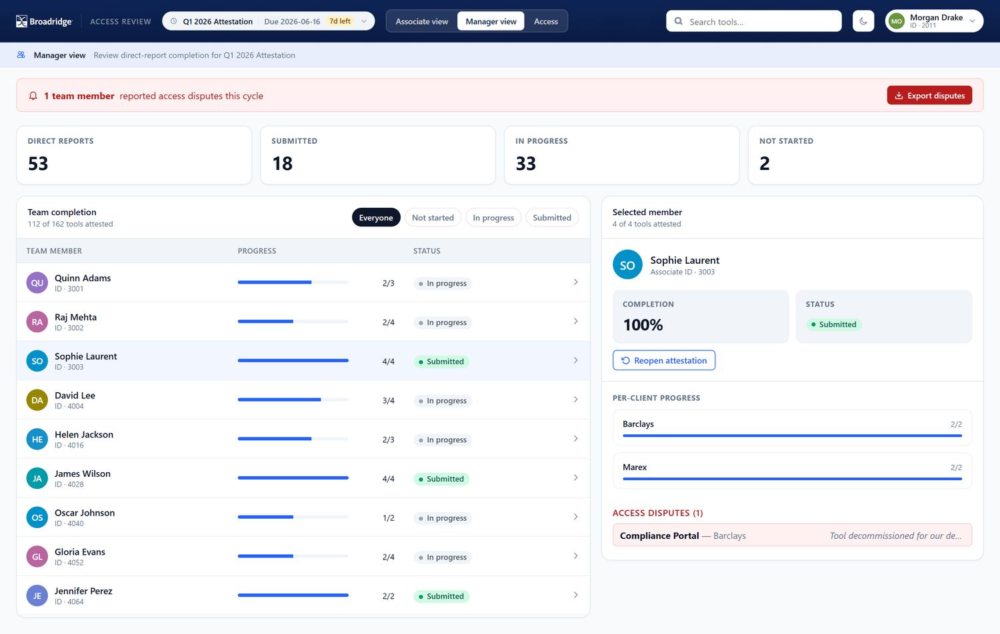 Broadridge
ACCESS REVIEW
Q1 2026 Attestation
Due 2026-06-16
7d left
Associate view
Manager view
Access
Search tools...
MO
Morgan Drake
ID · 2011
Manager view
Review direct-report completion for Q1 2026 Attestation
1 team member reported access disputes this cycle
Export disputes
DIRECT REPORTS
53
SUBMITTED
18
IN PROGRESS
33
NOT STARTED
2
Team completion
112 of 162 tools attested
Everyone
Not started
In progress
Submitted
TEAM MEMBER
PROGRESS
STATUS
QU
Quinn Adams
ID · 3001
2/3
In progress
RA
Raj Mehta
ID · 3002
2/4
In progress
SO
Sophie Laurent
ID · 3003
4/4
Submitted
DA
David Lee
ID · 4004
3/4
In progress
HE
Helen Jackson
ID · 4016
2/3
In progress
JA
James Wilson
ID · 4028
4/4
Submitted
OS
Oscar Johnson
ID · 4040
1/2
In progress
GL
Gloria Evans
ID · 4052
2/4
In progress
JE
Jennifer Perez
ID · 4064
2/2
Submitted
Selected member
4 of 4 tools attested
SO
Sophie Laurent
Associate ID · 3003
COMPLETION
100%
STATUS
Submitted
Reopen attestation
PER-CLIENT PROGRESS
Barclays
2/2
Marex
2/2
ACCESS DISPUTES (1)
Compliance Portal — Barclays
Tool decommissioned for our de...